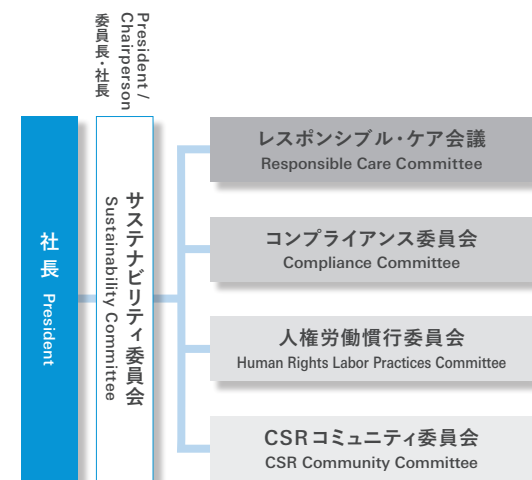 President /
Chairperson
委員長・社長
社長 President
サステナビリティ委員会
Sustainability Committee
レスポンシブル・ケア会議
Responsible Care Committee
コンプライアンス委員会
Compliance Committee
人権労働慣行委員会
Human Rights Labor Practices Committee
CSRコミュニティ委員会
CSR Community Committee